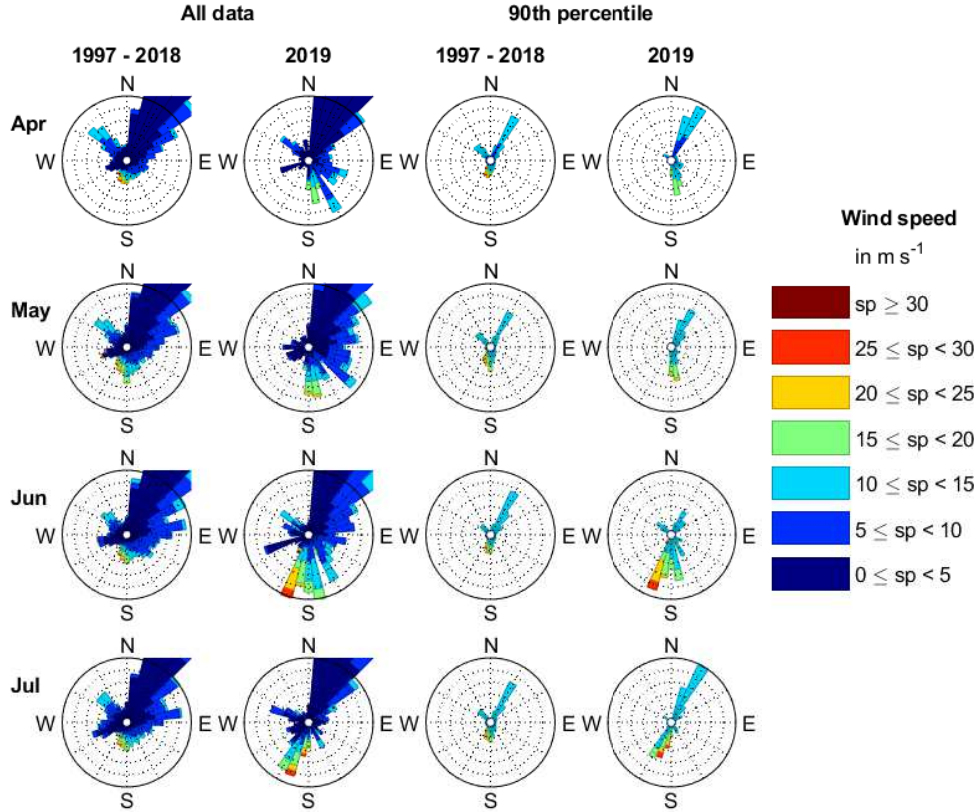 All data 90th percentile
1997 - 2018 2019 1997 - 2018 2019
N N N N
Apr
W E W E W E W E
S S S S
N N N N
May
W E W E W E W E
S S S S
N N N N
Jun
W E W E W E W E
S S S S
N N N N
Jul
W E W E W E W E
S S S S
Wind speed
in m s⁻¹
sp ≥ 30
25 ≤ sp < 30
20 ≤ sp < 25
15 ≤ sp < 20
10 ≤ sp < 15
5 ≤ sp < 10
0 ≤ sp < 5